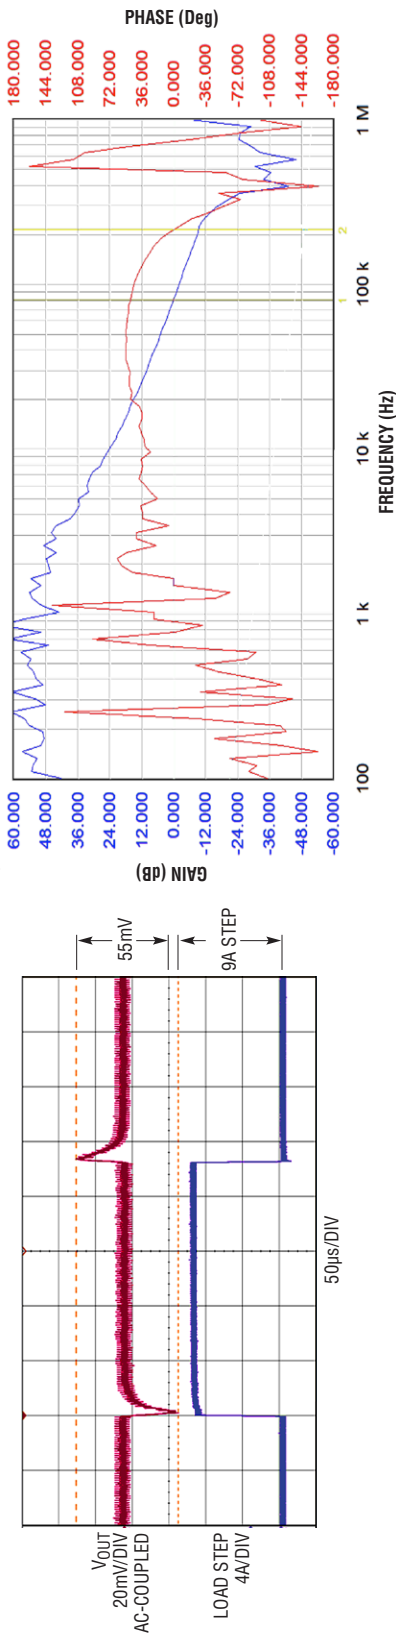 V_OUT
20mV/DIV
AC-COUPLED
LOAD STEP
4A/DIV
55mV
9A STEP
50µs/DIV
GAIN (dB)
60.000
48.000
36.000
24.000
12.000
0.000
-12.000
-24.000
-36.000
-48.000
-60.000
PHASE (Deg)
180.000
144.000
108.000
72.000
36.000
0.000
-36.000
-72.000
-108.000
-144.000
-180.000
1
2
100
1 k
10 k
100 k
1 M
FREQUENCY (Hz)